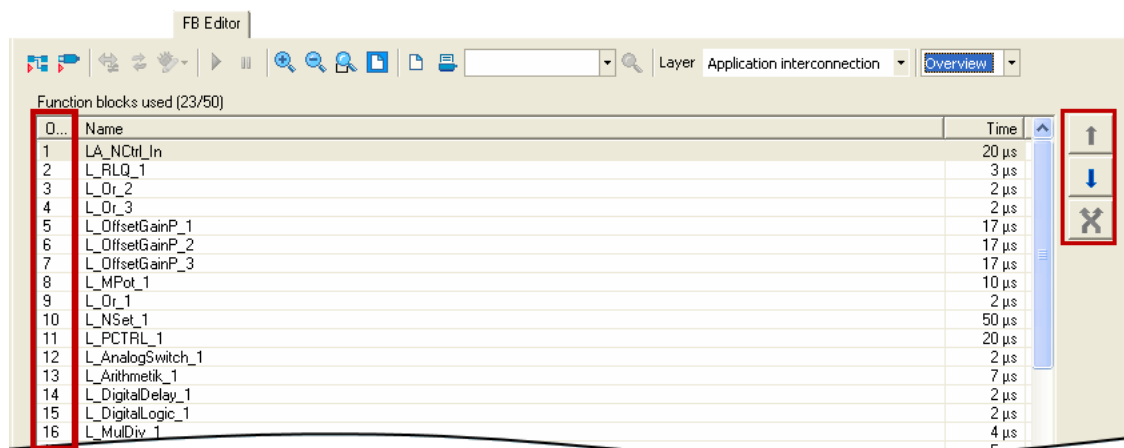 FB Editor
Layer Application interconnection Overview
Function blocks used (23/50)
O... Name Time
1 LA_NCtrl_In 20 µs
2 L_RLQ_1 3 µs
3 L_Or_2 2 µs
4 L_Or_3 2 µs
5 L_OffsetGainP_1 17 µs
6 L_OffsetGainP_2 17 µs
7 L_OffsetGainP_3 17 µs
8 L_MPot_1 10 µs
9 L_Or_1 2 µs
10 L_NSet_1 50 µs
11 L_PCTRL_1 20 µs
12 L_AnalogSwitch_1 2 µs
13 L_Arithmetik_1 7 µs
14 L_DigitalDelay_1 2 µs
15 L_DigitalLogic_1 2 µs
16 L_MulDiv_1 4 µs